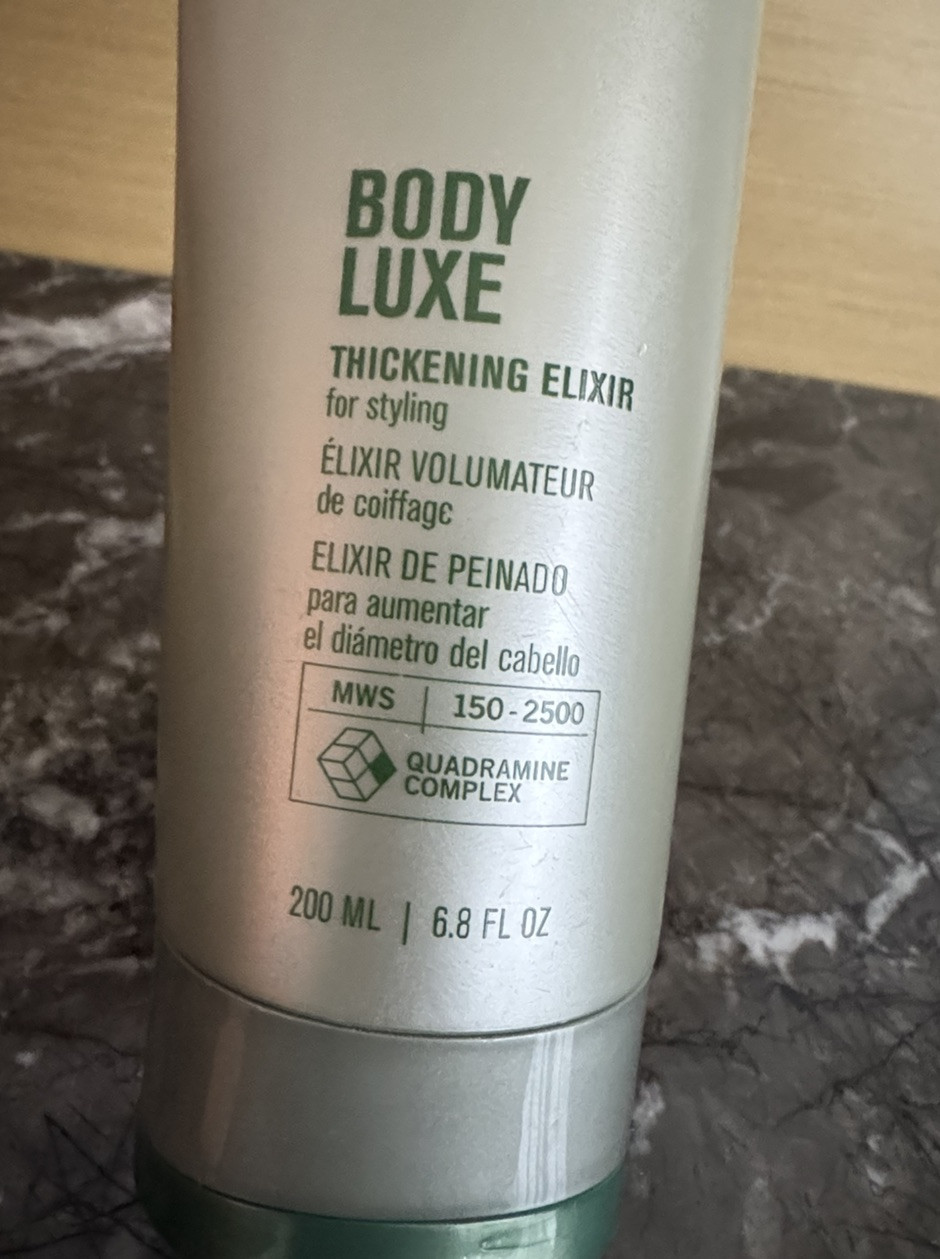 BODY
LUXE
THICKENING ELIXIR
for styling
ÉLIXIR VOLUMATEUR
de coiffage
ELIXIR DE PEINADO
para aumentar
el diámetro del cabello
MWS | 150-2500
QUADRAMINE
COMPLEX
200 ML | 6.8 FL OZ